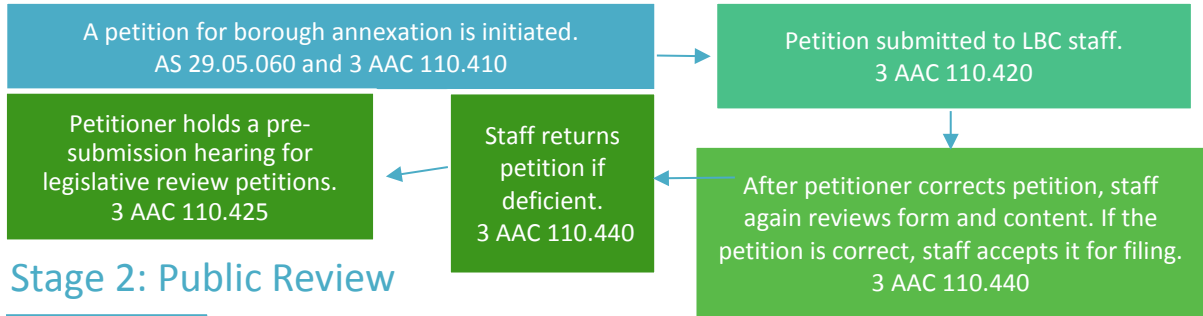 A petition for borough annexation is initiated.
AS 29.05.060 and 3 AAC 110.410
Petition submitted to LBC staff.
3 AAC 110.420
Petitioner holds a pre-
submission hearing for
legislative review petitions.
3 AAC 110.425
Staff returns
petition if
deficient.
3 AAC 110.440
After petitioner corrects petition, staff
again reviews form and content. If the
petition is correct, staff accepts it for filing.
3 AAC 110.440
Stage 2: Public Review